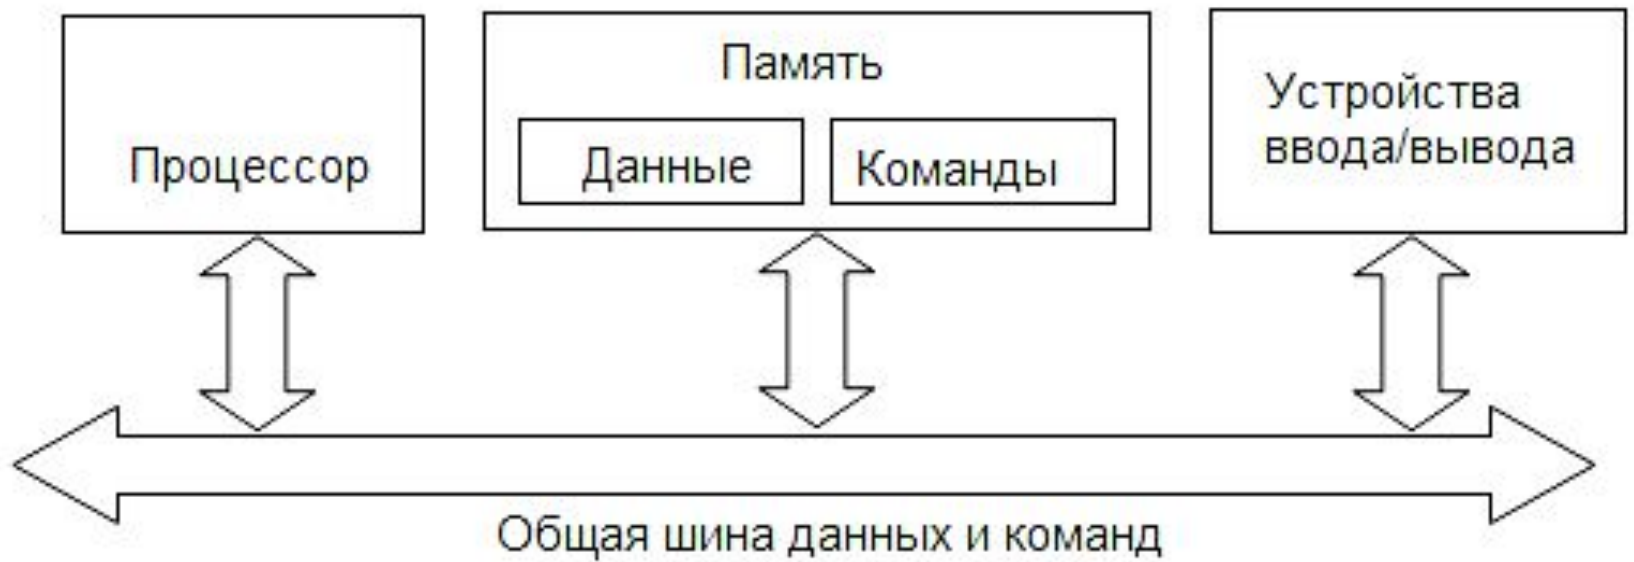 Процессор
Память
Данные
Команды
Устройства
ввода/вывода
Общая шина данных и команд